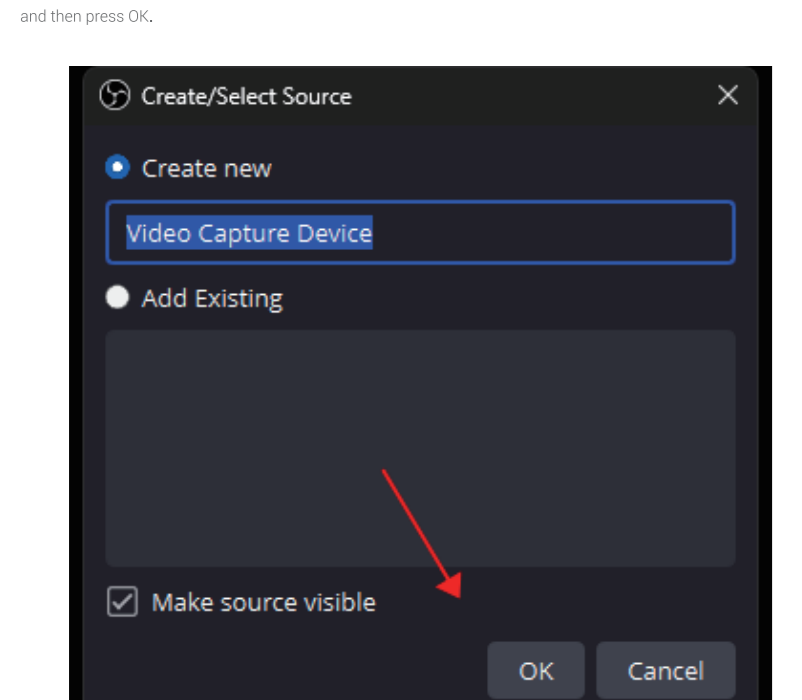 and then press OK.
Create/Select Source
Create new
Video Capture Device
Add Existing
Make source visible
OK
Cancel